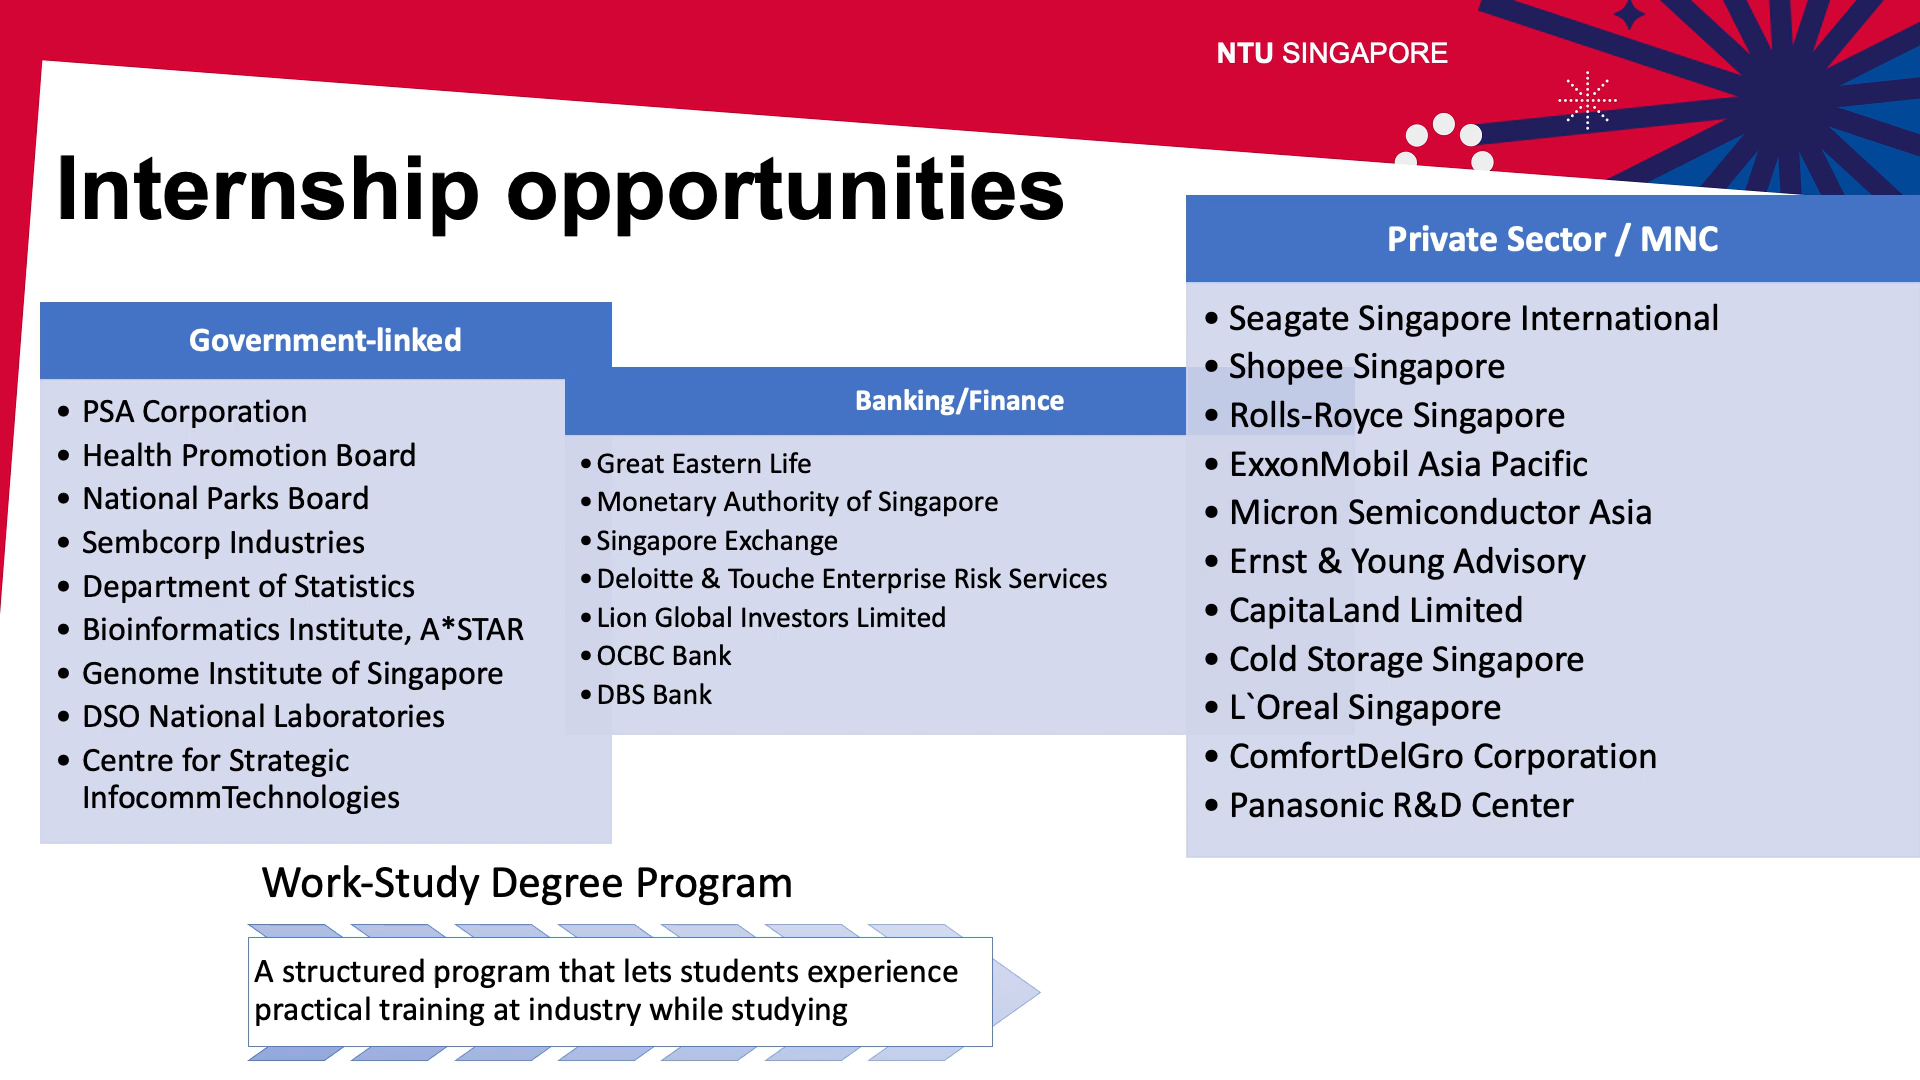 NTU SINGAPORE
Internship opportunities
Government-linked
• PSA Corporation
• Health Promotion Board
• National Parks Board
• Sembcorp Industries
• Department of Statistics
• Bioinformatics Institute, A*STAR
• Genome Institute of Singapore
• DSO National Laboratories
• Centre for Strategic
InfocommTechnologies
Banking/Finance
• Great Eastern Life
• Monetary Authority of Singapore
• Singapore Exchange
• Deloitte & Touche Enterprise Risk Services
• Lion Global Investors Limited
• OCBC Bank
• DBS Bank
Private Sector / MNC
• Seagate Singapore International
• Shopee Singapore
• Rolls-Royce Singapore
• ExxonMobil Asia Pacific
• Micron Semiconductor Asia
• Ernst & Young Advisory
• CapitaLand Limited
• Cold Storage Singapore
• L`Oreal Singapore
• ComfortDelGro Corporation
• Panasonic R&D Center
Work-Study Degree Program
A structured program that lets students experience
practical training at industry while studying